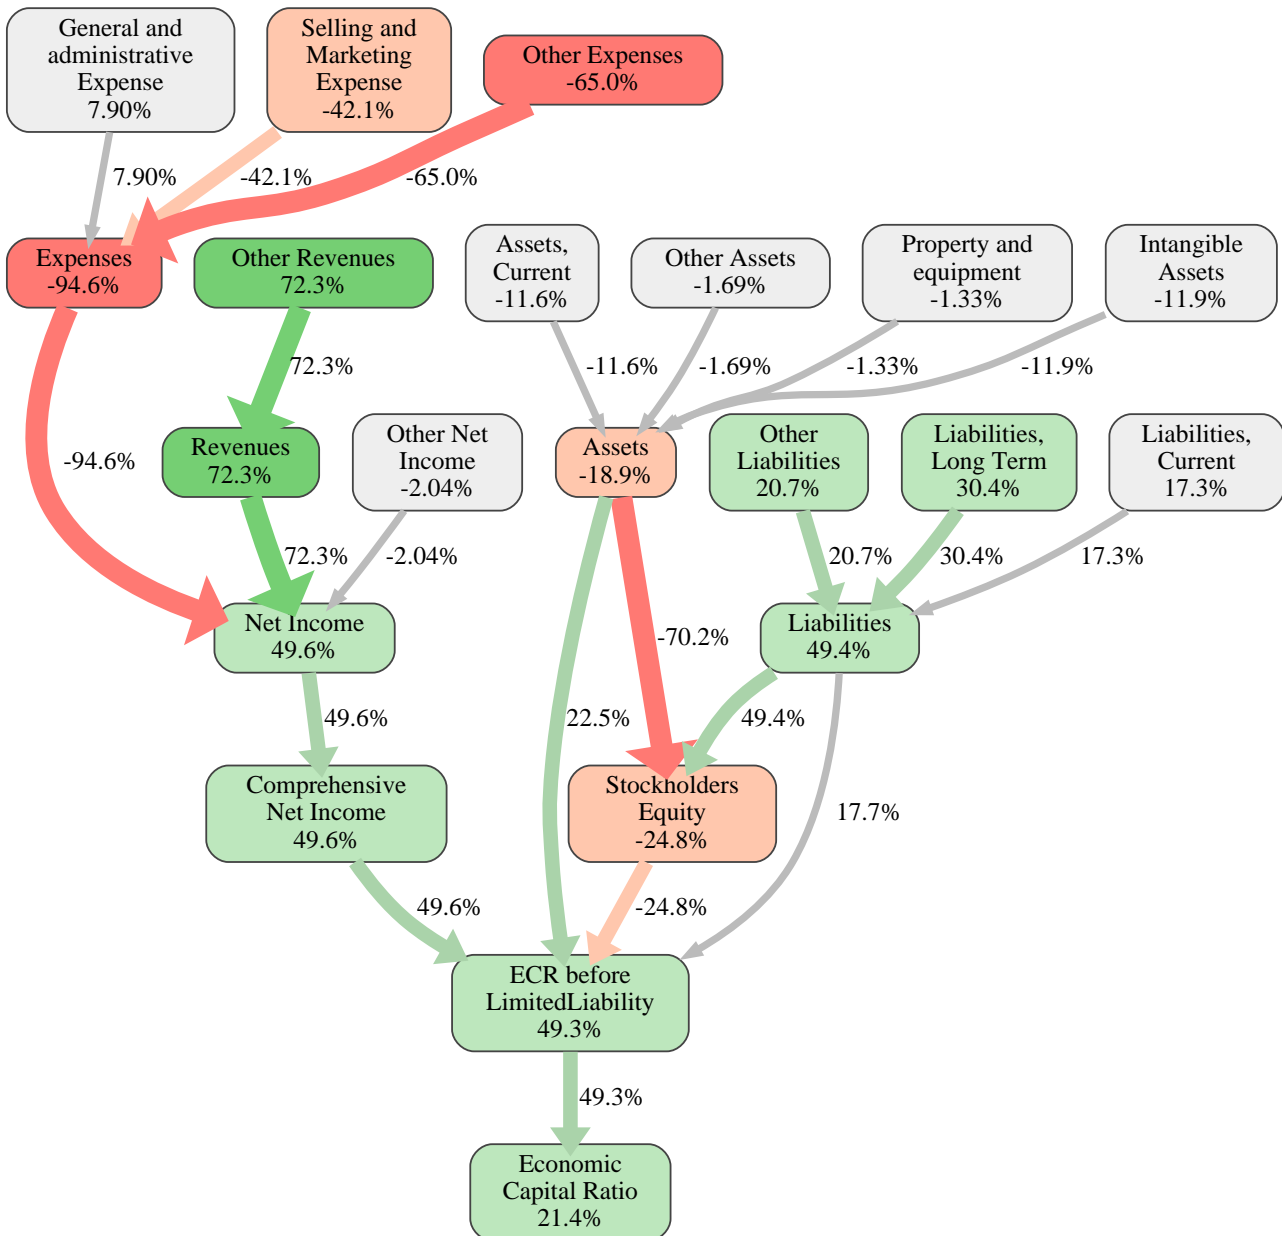 General and
administrative
Expense
7.90%
Selling and
Marketing
Expense
-42.1%
Other Expenses
-65.0%
7.90%
-42.1%
-65.0%
Expenses
-94.6%
Other Revenues
72.3%
Assets,
Current
-11.6%
Other Assets
-1.69%
Property and
equipment
-1.33%
Intangible
Assets
-11.9%
72.3%
-11.6%
-1.69%
-1.33%
-11.9%
Revenues
72.3%
Other Net
Income
-2.04%
Assets
-18.9%
Other
Liabilities
20.7%
Liabilities,
Long Term
30.4%
Liabilities,
Current
17.3%
-94.6%
72.3%
-2.04%
20.7%
30.4%
17.3%
Net Income
49.6%
-70.2%
Liabilities
49.4%
49.6%
22.5%
49.4%
Comprehensive
Net Income
49.6%
Stockholders
Equity
-24.8%
17.7%
49.6%
-24.8%
ECR before
LimitedLiability
49.3%
49.3%
Economic
Capital Ratio
21.4%